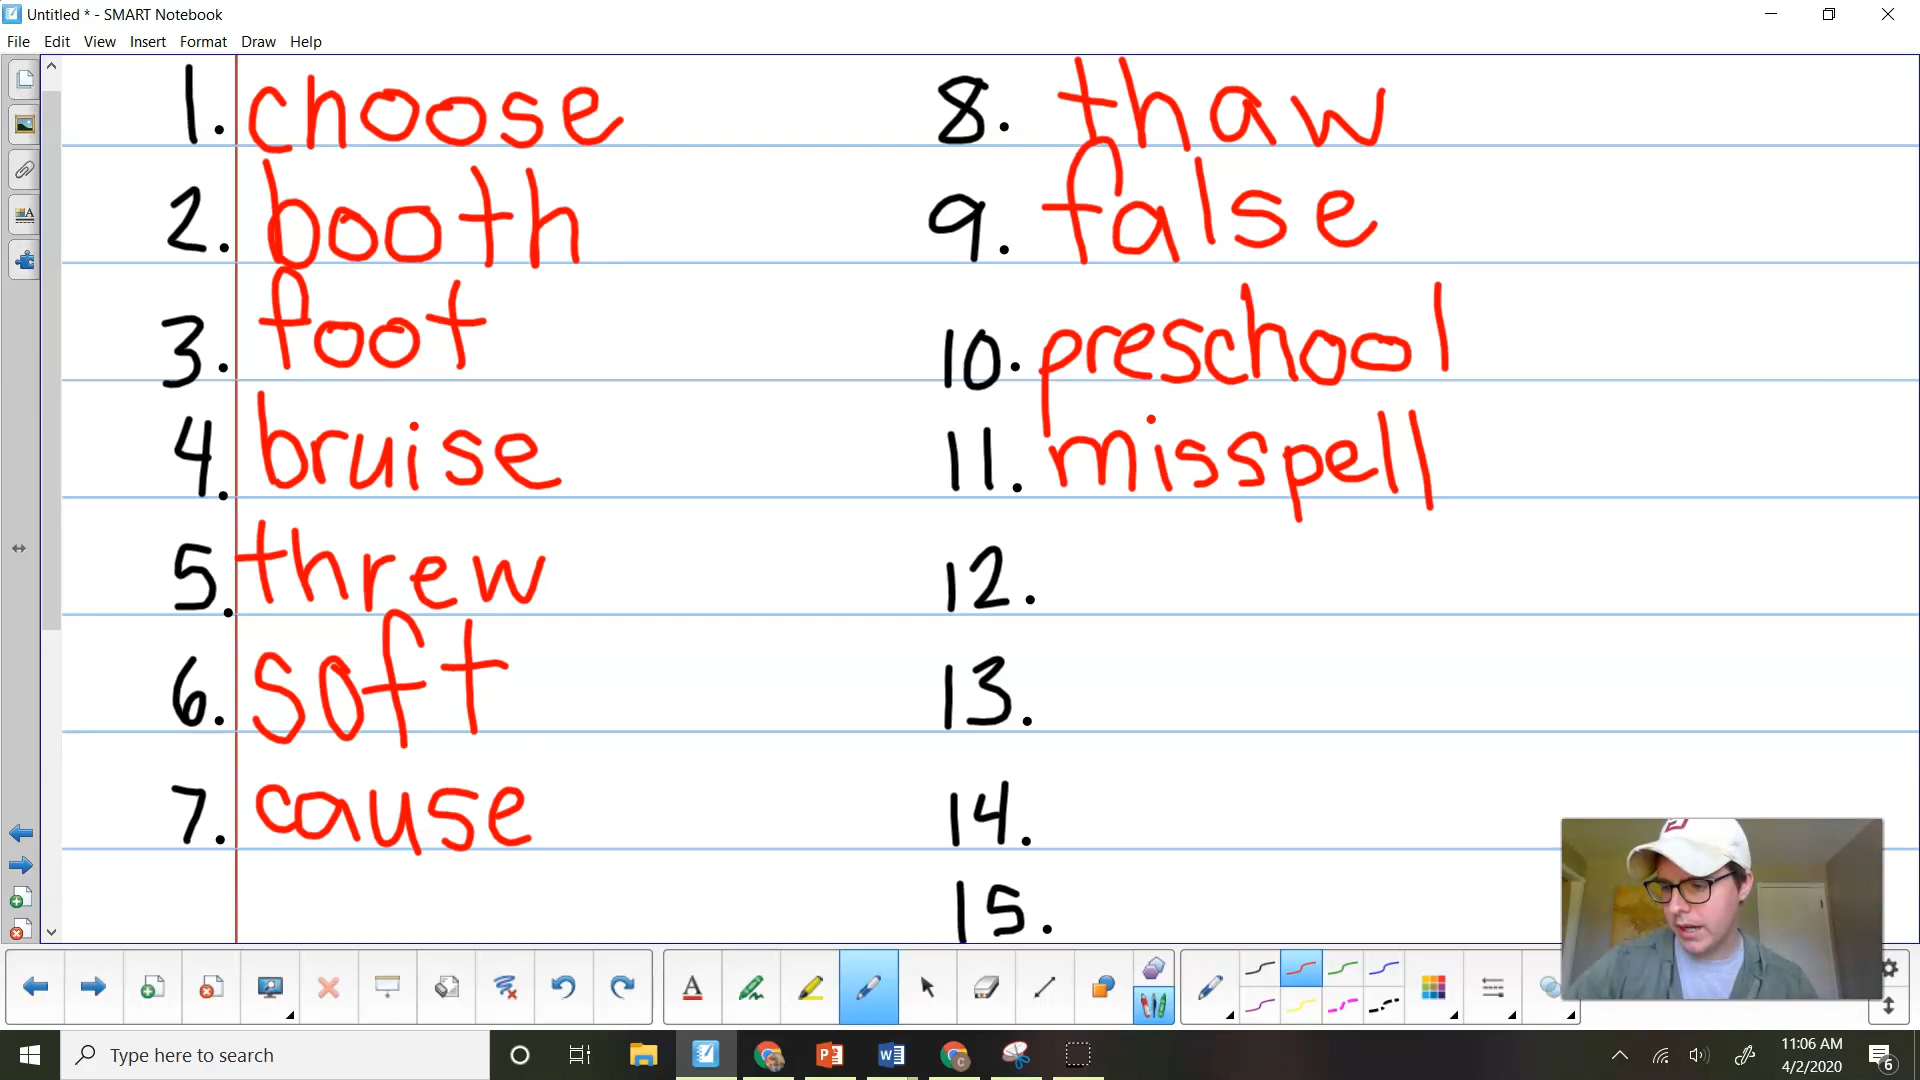 Untitled * - SMART Notebook
File Edit View Insert Format Draw Help
1. choose
2. booth
3. foot
4. bruise
5. threw
6. soft
7. cause
8. thaw
9. false
10. preschool
11. misspell
12.
13.
14.
15.
Type here to search
11:06 AM
4/2/2020
6